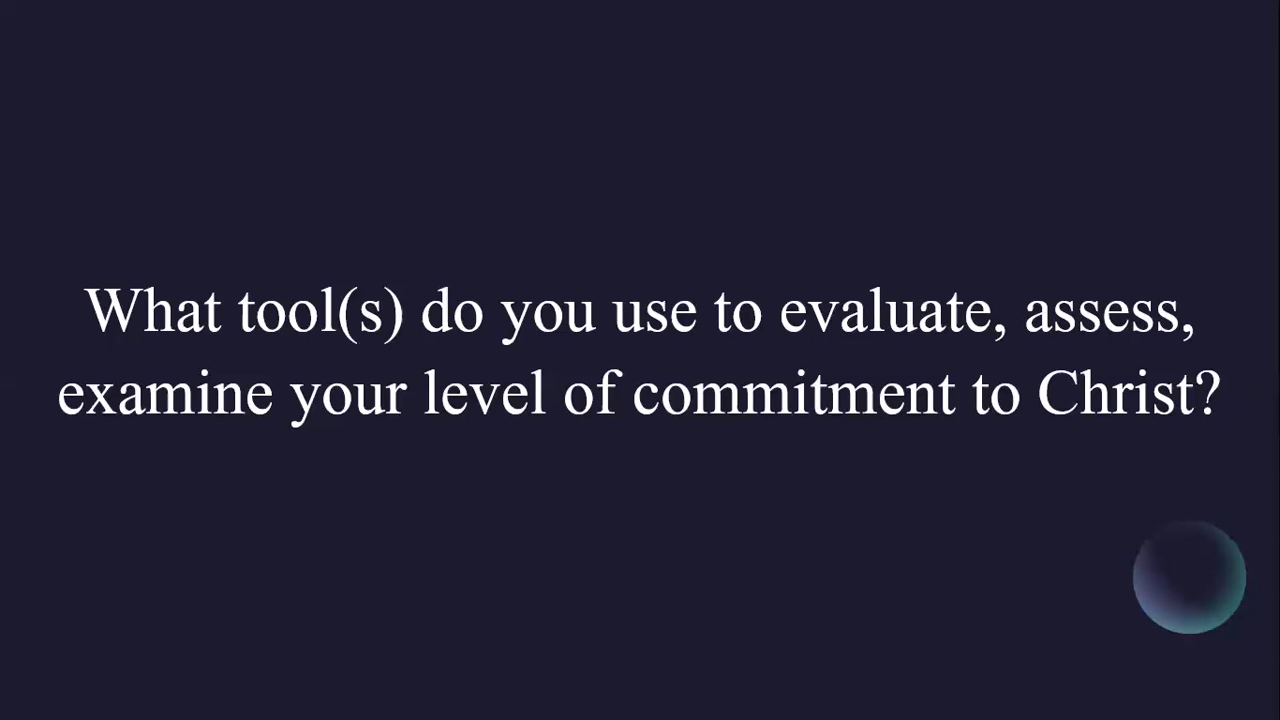 What tool(s) do you use to evaluate, assess,
examine your level of commitment to Christ?